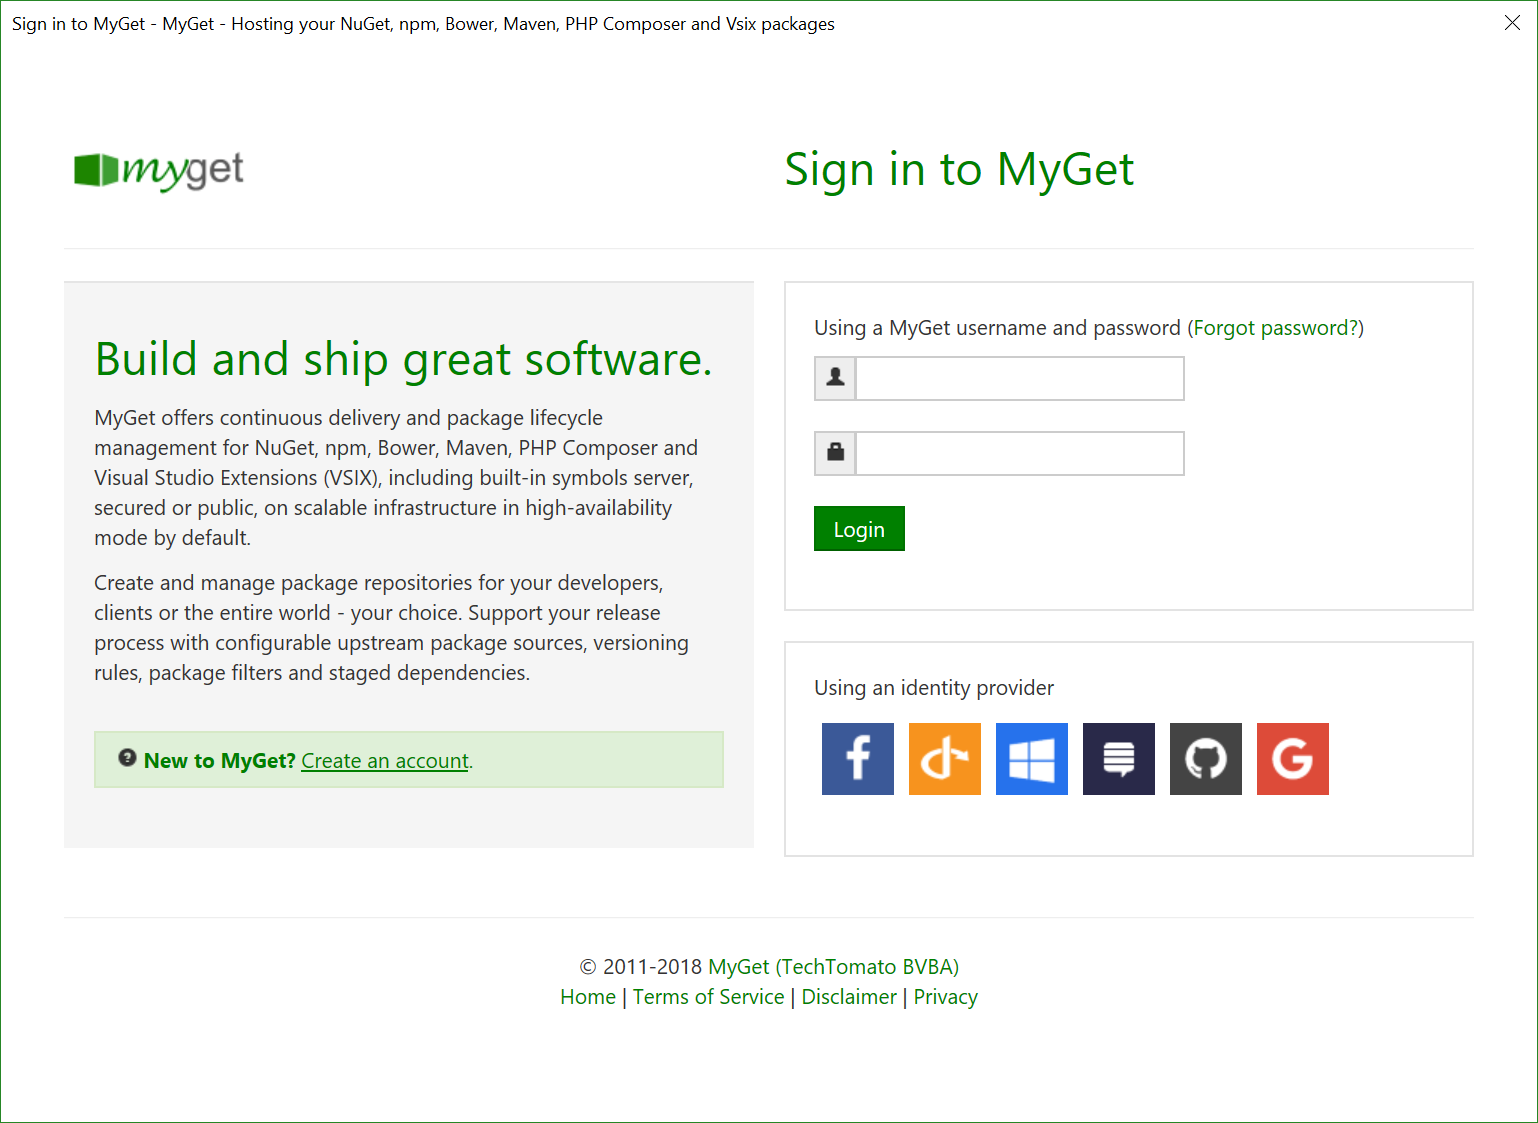 Sign in to MyGet - MyGet - Hosting your NuGet, npm, Bower, Maven, PHP Composer and Vsix packages
myget
Sign in to MyGet
Build and ship great software.
MyGet offers continuous delivery and package lifecycle
management for NuGet, npm, Bower, Maven, PHP Composer and
Visual Studio Extensions (VSIX), including built-in symbols server,
secured or public, on scalable infrastructure in high-availability
mode by default.
Create and manage package repositories for your developers,
clients or the entire world - your choice. Support your release
process with configurable upstream package sources, versioning
rules, package filters and staged dependencies.
New to MyGet? Create an account.
Using a MyGet username and password (Forgot password?)
Login
Using an identity provider
© 2011-2018 MyGet (TechTomato BVBA)
Home | Terms of Service | Disclaimer | Privacy